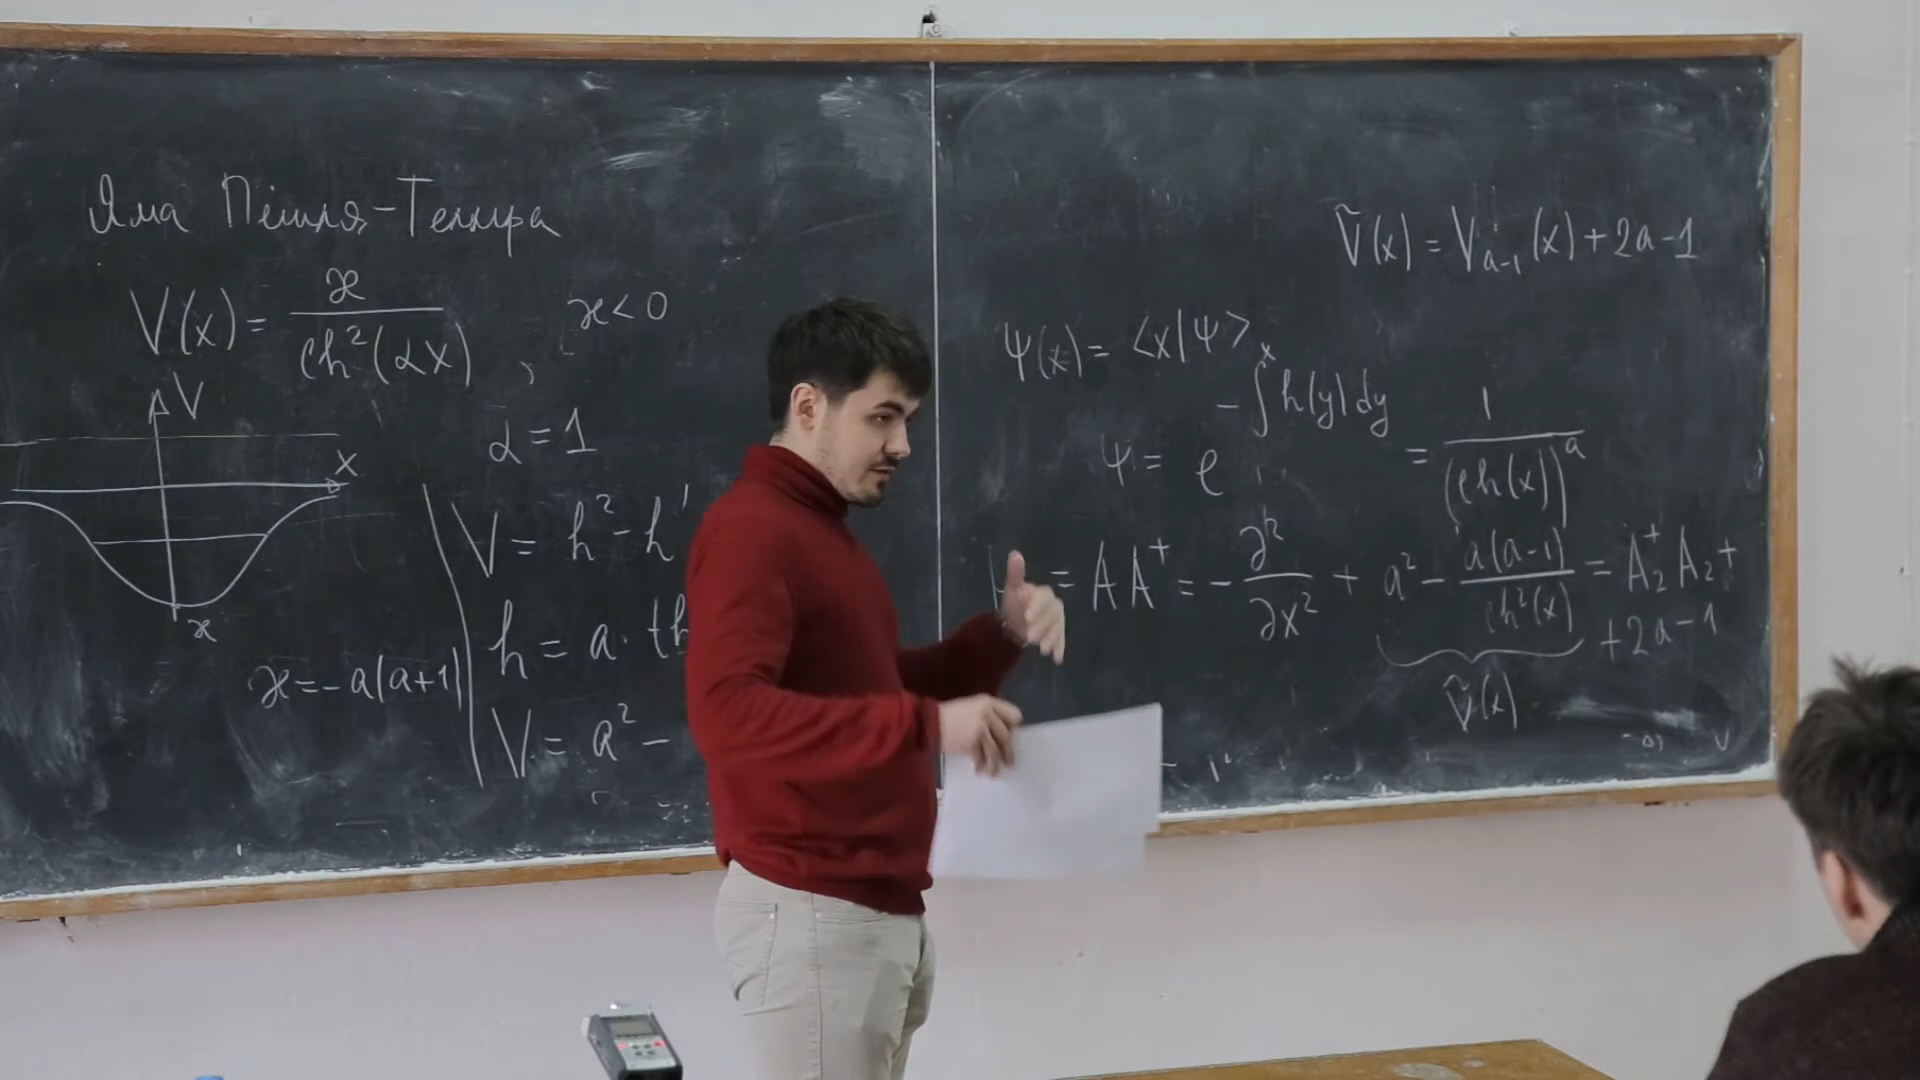 Яма Пёшля-Теллера
V(x) = ϰ / ch²(αx) , ϰ < 0
V
α = 1
x
ϰ
V = h² - h'
h = a · th
ϰ = -a(a+1)
V = a² -
Ṽ(x) = V_{a-1}(x) + 2a - 1
Ψ(x) = <x|Ψ>
Ψ = e^{-∫^x h(y) dy} = 1 / (ch(x))^a
= AA⁺ = - ∂²/∂x² + a² - a(a-1)/ch²(x) = A₂⁺A₂ +
+ 2a - 1
Ṽ(x)